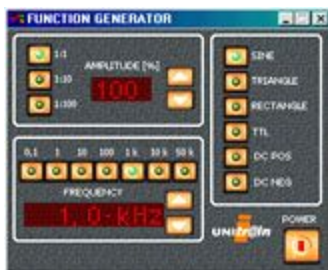 FUNCTION GENERATOR
1:1
1:10
1:100
AMPLITUDE [%]
100
SINE
TRIANGLE
RECTANGLE
TTL
DC POS
DC NEG
0,1 1 10 100 1 k 10 k 50 k
FREQUENCY
1,0 kHz
UNITRAIN
POWER